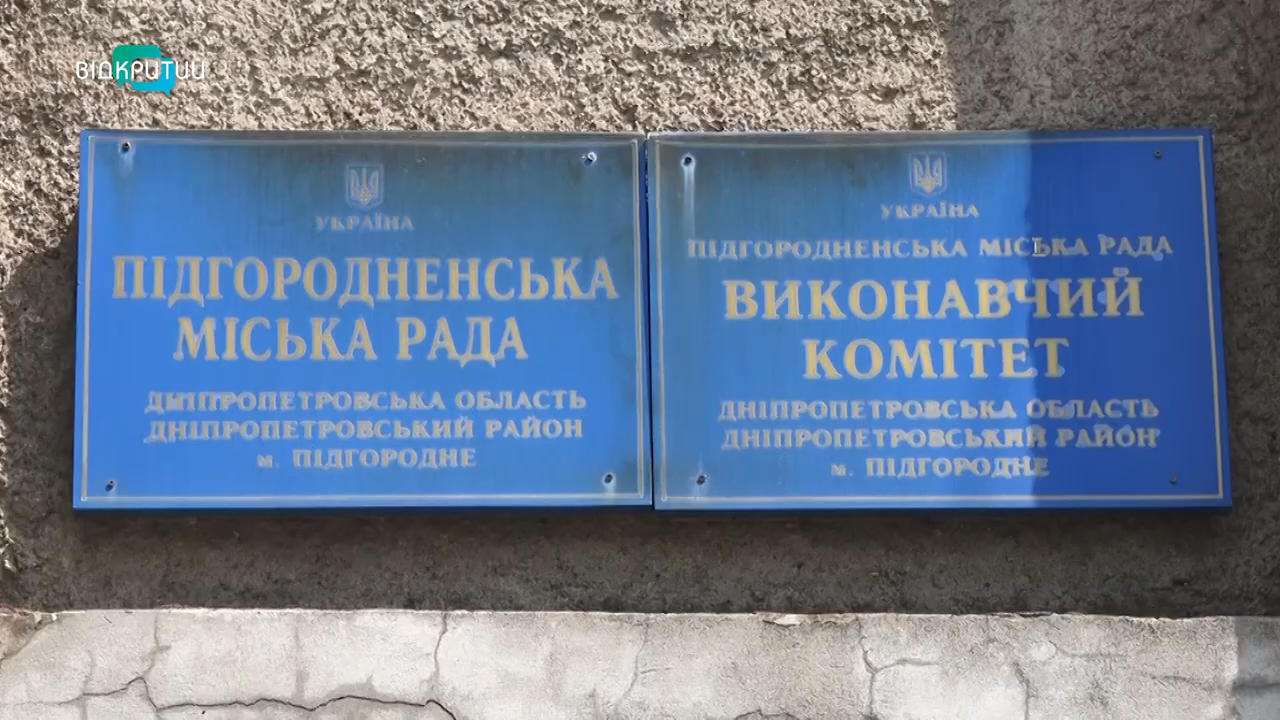 ВІДКРИТИЙ
УКРАЇНА
ПІДГОРОДНЕНСЬКА
МІСЬКА РАДА
ДНІПРОПЕТРОВСЬКА ОБЛАСТЬ
ДНІПРОПЕТРОВСЬКИЙ РАЙОН
м. ПІДГОРОДНЕ
УКРАЇНА
ПІДГОРОДНЕНСЬКА МІСЬКА РАДА
ВИКОНАВЧИЙ
КОМІТЕТ
ДНІПРОПЕТРОВСЬКА ОБЛАСТЬ
ДНІПРОПЕТРОВСЬКИЙ РАЙОН
м. ПІДГОРОДНЕ